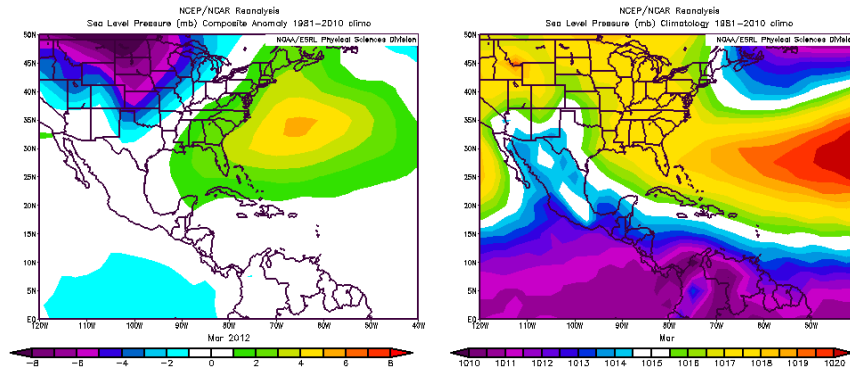 NCEP/NCAR Reanalysis
Sea Level Pressure (mb) Composite Anomaly 1981-2010 climo
NOAA/ESRL Physical Sciences Division
50N
45N
40N
35N
30N
25N
20N
15N
10N
5N
EQ
120W 110W 100W 90W 80W 70W 60W 50W 40W
Mar 2012
-8 -6 -4 -2 0 2 4 6 8
NCEP/NCAR Reanalysis
Sea Level Pressure (mb) Climatology 1981-2010 climo
NOAA/ESRL Physical Sciences Division
50N
45N
40N
35N
30N
25N
20N
15N
10N
5N
EQ
120W 110W 100W 90W 80W 70W 60W 50W 40W
Mar
1010 1011 1012 1013 1014 1015 1016 1017 1018 1019 1020